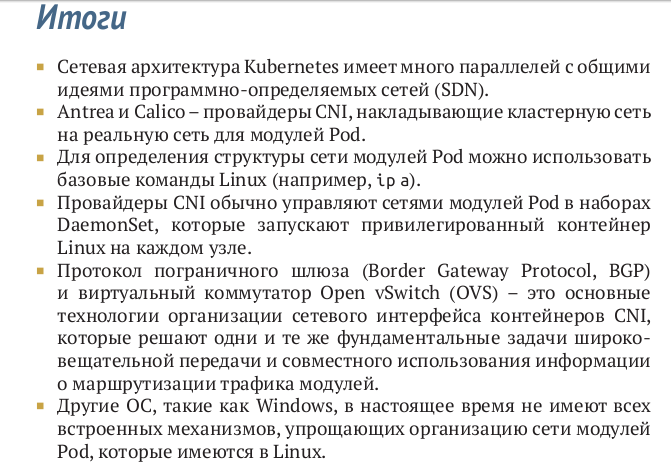 Итоги
▪ Сетевая архитектура Kubernetes имеет много параллелей с общими
идеями программно-определяемых сетей (SDN).
▪ Antrea и Calico – провайдеры CNI, накладывающие кластерную сеть
на реальную сеть для модулей Pod.
▪ Для определения структуры сети модулей Pod можно использовать
базовые команды Linux (например, ip a).
▪ Провайдеры CNI обычно управляют сетями модулей Pod в наборах
DaemonSet, которые запускают привилегированный контейнер
Linux на каждом узле.
▪ Протокол пограничного шлюза (Border Gateway Protocol, BGP)
и виртуальный коммутатор Open vSwitch (OVS) – это основные
технологии организации сетевого интерфейса контейнеров CNI,
которые решают одни и те же фундаментальные задачи широко-
вещательной передачи и совместного использования информации
о маршрутизации трафика модулей.
▪ Другие ОС, такие как Windows, в настоящее время не имеют всех
встроенных механизмов, упрощающих организацию сети модулей
Pod, которые имеются в Linux.